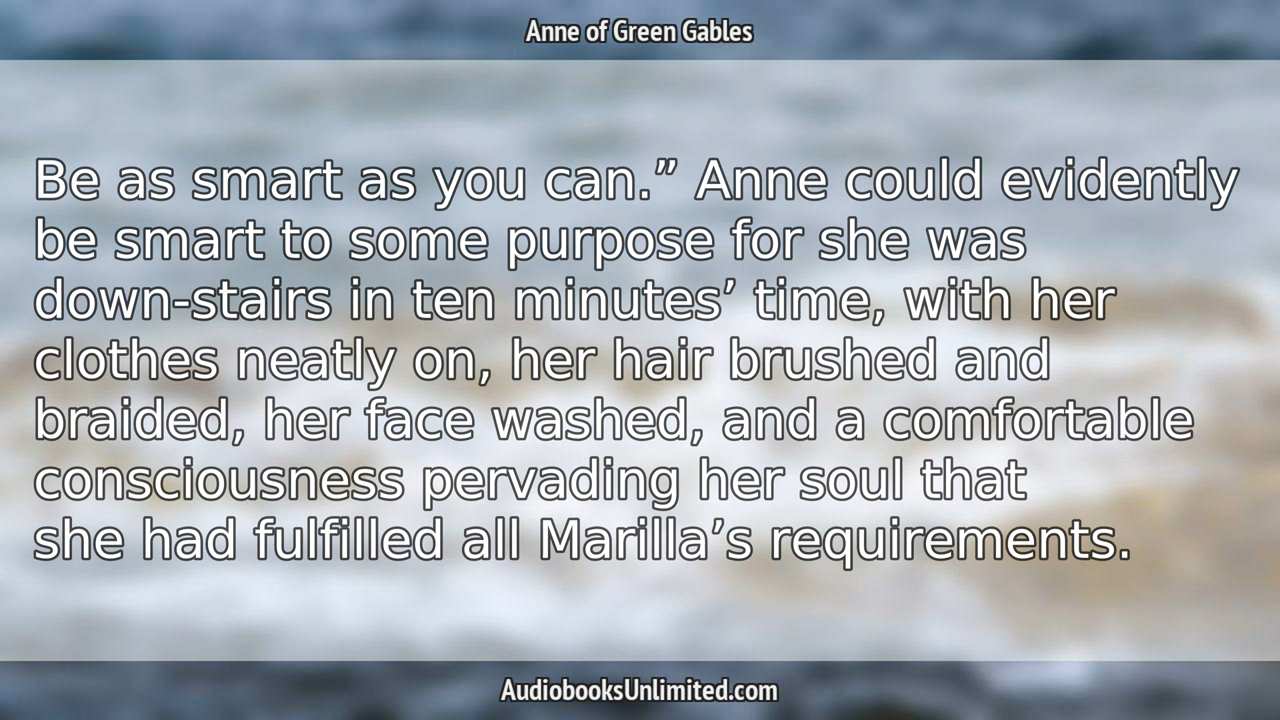 Anne of Green Gables
Be as smart as you can.” Anne could evidently
be smart to some purpose for she was
down-stairs in ten minutes’ time, with her
clothes neatly on, her hair brushed and
braided, her face washed, and a comfortable
consciousness pervading her soul that
she had fulfilled all Marilla’s requirements.
AudiobooksUnlimited.com